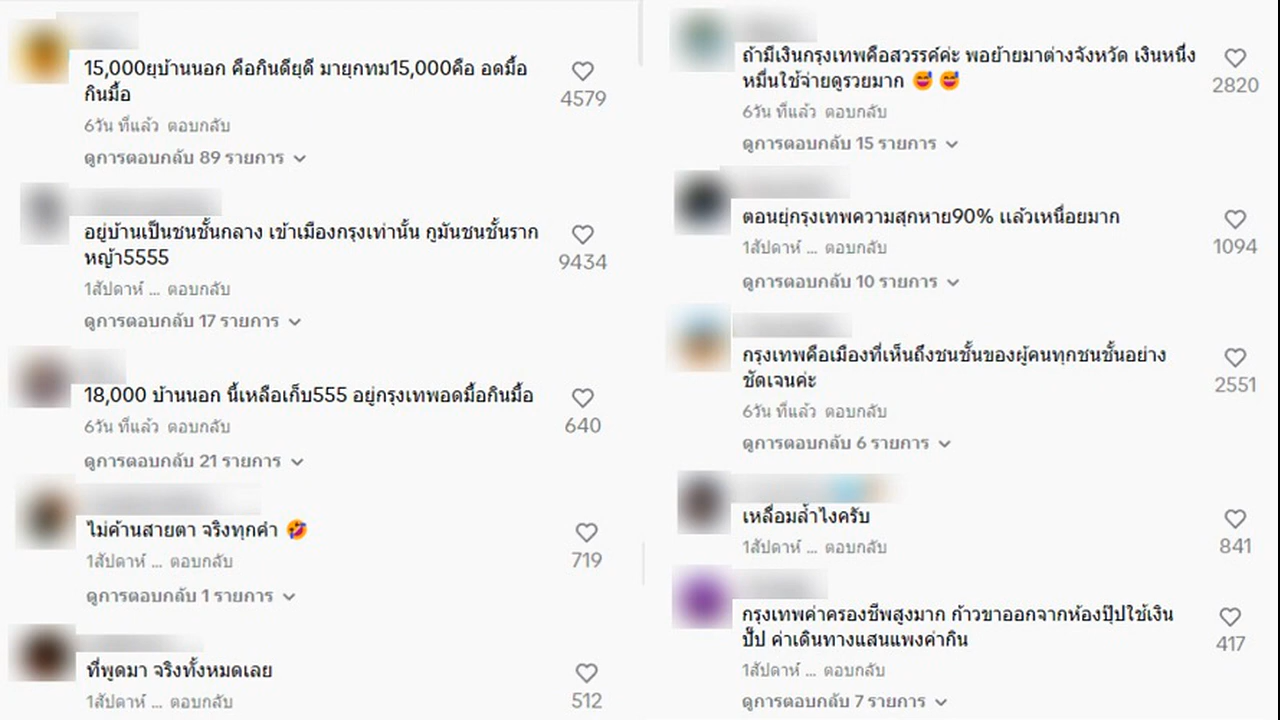 15,000ยุบ้านนอก คือกินดียุดี มายุกทม15,000คือ อดมื้อ
กินมื้อ
4579
6วัน ที่แล้ว ตอบกลับ
ดูการตอบกลับ 89 รายการ
อยู่บ้านเป็นชนชั้นกลาง เข้าเมืองกรุงเท่านั้น กูมันชนชั้นราก
หญ้า5555
9434
1สัปดาห์ ... ตอบกลับ
ดูการตอบกลับ 17 รายการ
18,000 บ้านนอก นี้เหลือเก็บ555 อยู่กรุงเทพอดมื้อกินมื้อ
640
6วัน ที่แล้ว ตอบกลับ
ดูการตอบกลับ 21 รายการ
ไม่ค้านสายตา จริงทุกคำ 🤣
719
1สัปดาห์ ... ตอบกลับ
ดูการตอบกลับ 1 รายการ
ที่พูดมา จริงทั้งหมดเลย
512
1สัปดาห์ ... ตอบกลับ
ถ้ามีเงินกรุงเทพคือสวรรค์ค่ะ พอย้ายมาต่างจังหวัด เงินหนึ่ง
หมื่นใช้จ่ายดูรวยมาก 😅 😅
2820
6วัน ที่แล้ว ตอบกลับ
ดูการตอบกลับ 15 รายการ
ตอนยุ่กรุงเทพความสุกหาย90% แล้วเหนื่อยมาก
1094
1สัปดาห์ ... ตอบกลับ
ดูการตอบกลับ 10 รายการ
กรุงเทพคือเมืองที่เห็นถึงชนชั้นของผู้คนทุกชนชั้นอย่าง
ชัดเจนค่ะ
2551
6วัน ที่แล้ว ตอบกลับ
ดูการตอบกลับ 6 รายการ
เหลื่อมล้ำไงครับ
841
1สัปดาห์ ... ตอบกลับ
กรุงเทพค่าครองชีพสูงมาก ก้าวขาออกจากห้องปุ๊ปใช้เงิน
ปั๊ป ค่าเดินทางแสนแพงค่ากิน
417
1สัปดาห์ ... ตอบกลับ
ดูการตอบกลับ 7 รายการ